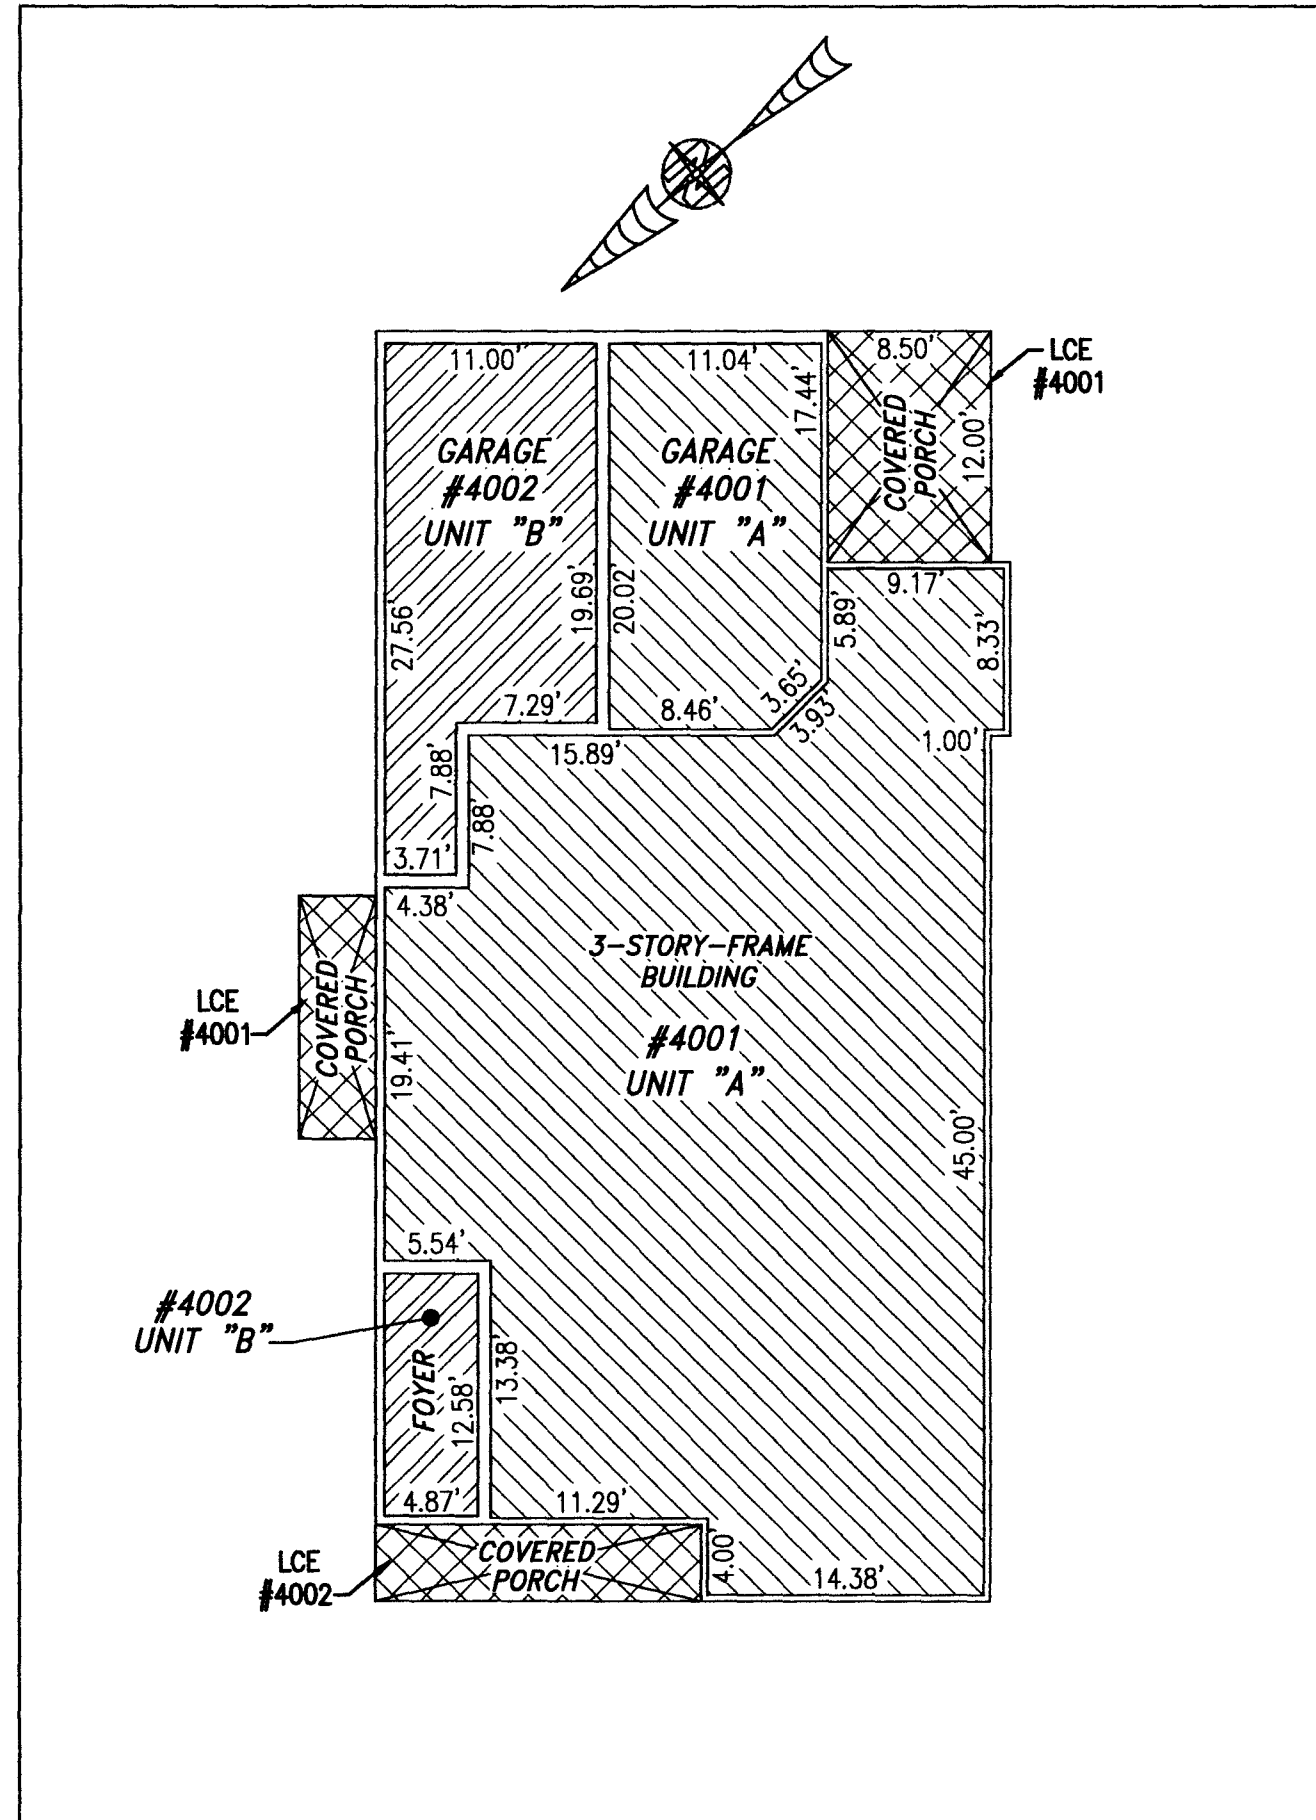 N
11.00'
11.04'
8.50'
LCE
#4001
17.44'
COVERED
PORCH
12.00'
GARAGE
#4002
UNIT "B"
GARAGE
#4001
UNIT "A"
27.56'
19.69'
20.02'
9.17'
5.89'
8.33'
7.29'
8.46'
3.65'
3.93'
15.89'
1.00'
7.88'
7.88'
3.71'
4.38'
3-STORY-FRAME
BUILDING
#4001
UNIT "A"
LCE
#4001
COVERED
PORCH
19.41'
45.00'
5.54'
#4002
UNIT "B"
FOYER
12.58'
13.38'
4.87'
11.29'
LCE
#4002
COVERED
PORCH
4.00'
14.38'